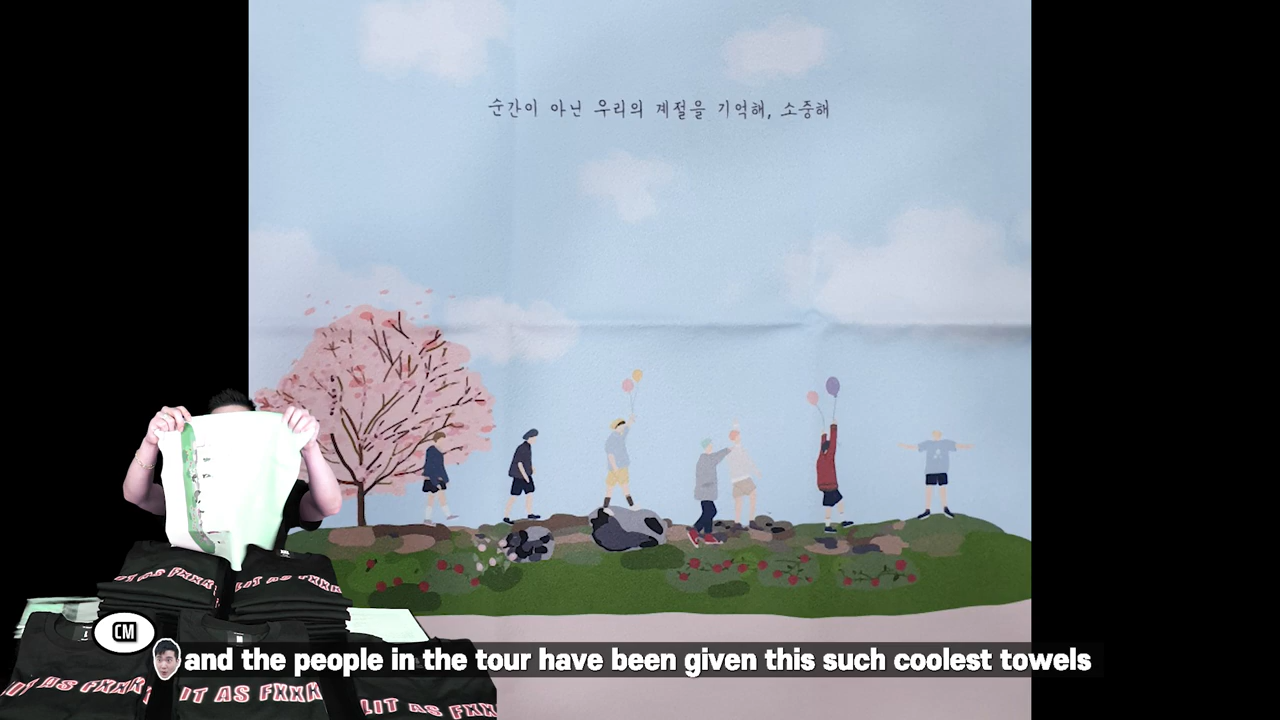 순간이 아닌 우리의 계절을 기억해, 소중해
LIT AS FXXK
CM
and the people in the tour have been given this such coolest towels
IT AS FXXK
LIT AS FXXK